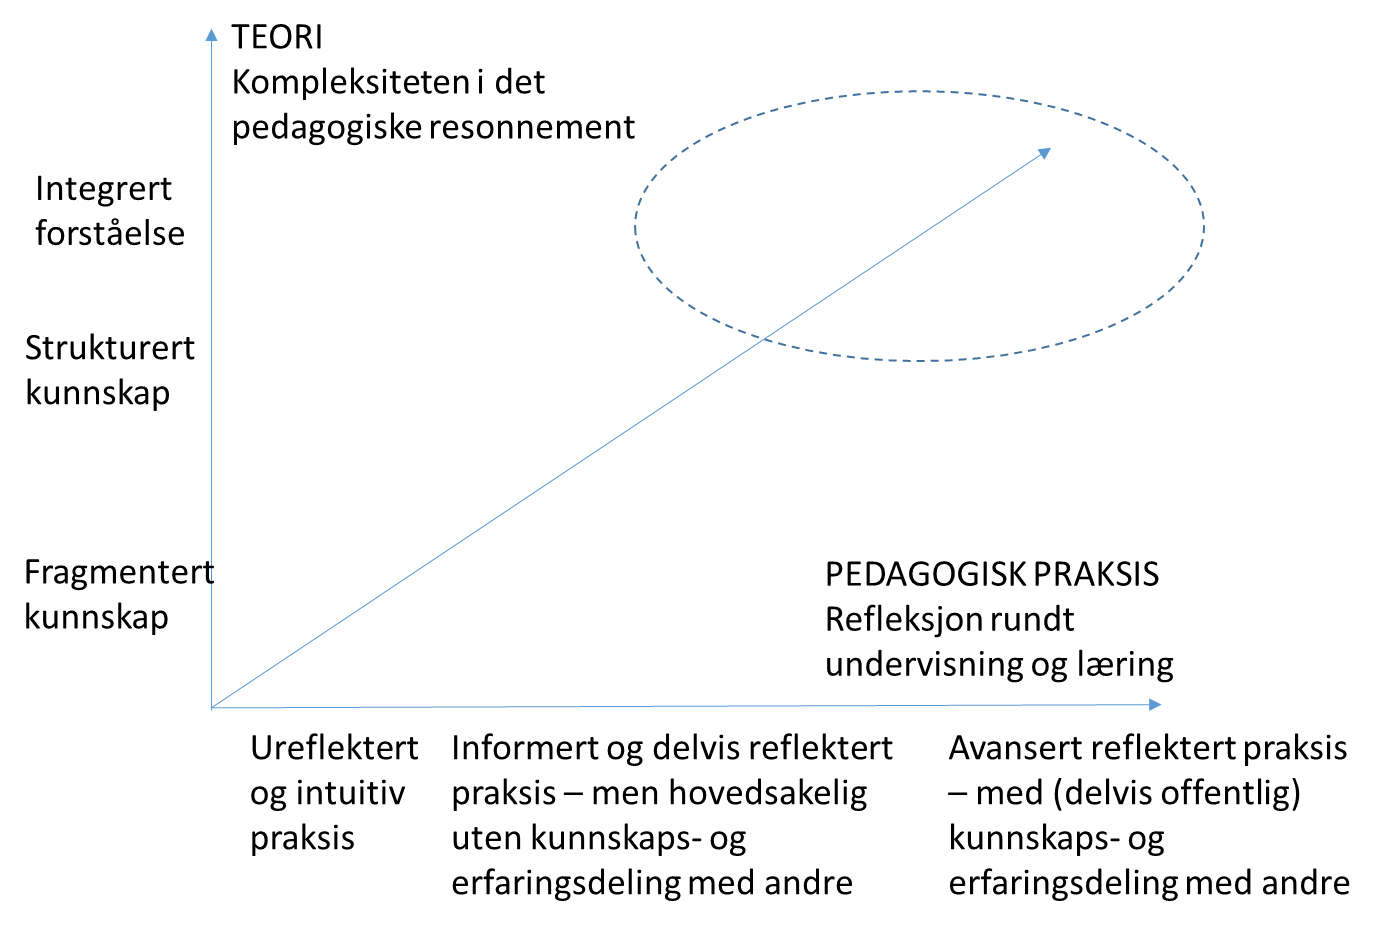 TEORI
Kompleksiteten i det
pedagogiske resonnement
Integrert
forståelse
Strukturert
kunnskap
Fragmentert
kunnskap
PEDAGOGISK PRAKSIS
Refleksjon rundt
undervisning og læring
Ureflektert
og intuitiv
praksis
Informert og delvis reflektert
praksis – men hovedsakelig
uten kunnskaps- og
erfaringsdeling med andre
Avansert reflektert praksis
– med (delvis offentlig)
kunnskaps- og
erfaringsdeling med andre